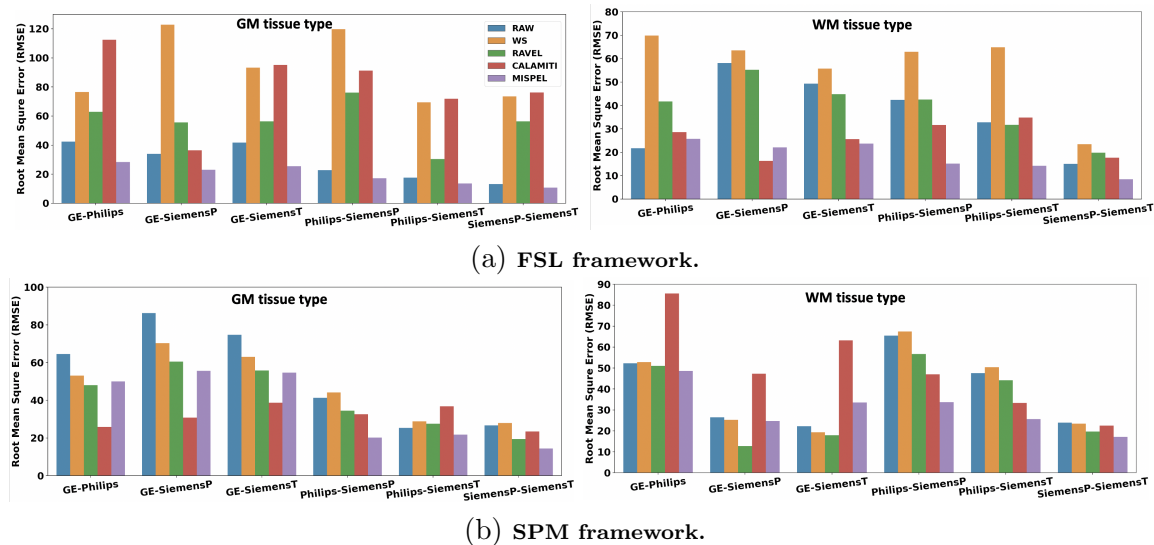 GM tissue type
RAW
WS
RAVEL
CALAMITI
MISPEL
Root Mean Squre Error (RMSE)
120
100
80
60
40
20
0
GE-Philips
GE-SiemensP
GE-SiemensT
Philips-SiemensP
Philips-SiemensT
SiemensP-SiemensT
WM tissue type
Root Mean Squre Error (RMSE)
80
70
60
50
40
30
20
10
0
GE-Philips
GE-SiemensP
GE-SiemensT
Philips-SiemensP
Philips-SiemensT
SiemensP-SiemensT
(a) FSL framework.
GM tissue type
Root Mean Squre Error (RMSE)
100
80
60
40
20
0
GE-Philips
GE-SiemensP
GE-SiemensT
Philips-SiemensP
Philips-SiemensT
SiemensP-SiemensT
WM tissue type
Root Mean Squre Error (RMSE)
90
80
70
60
50
40
30
20
10
0
GE-Philips
GE-SiemensP
GE-SiemensT
Philips-SiemensP
Philips-SiemensT
SiemensP-SiemensT
(b) SPM framework.